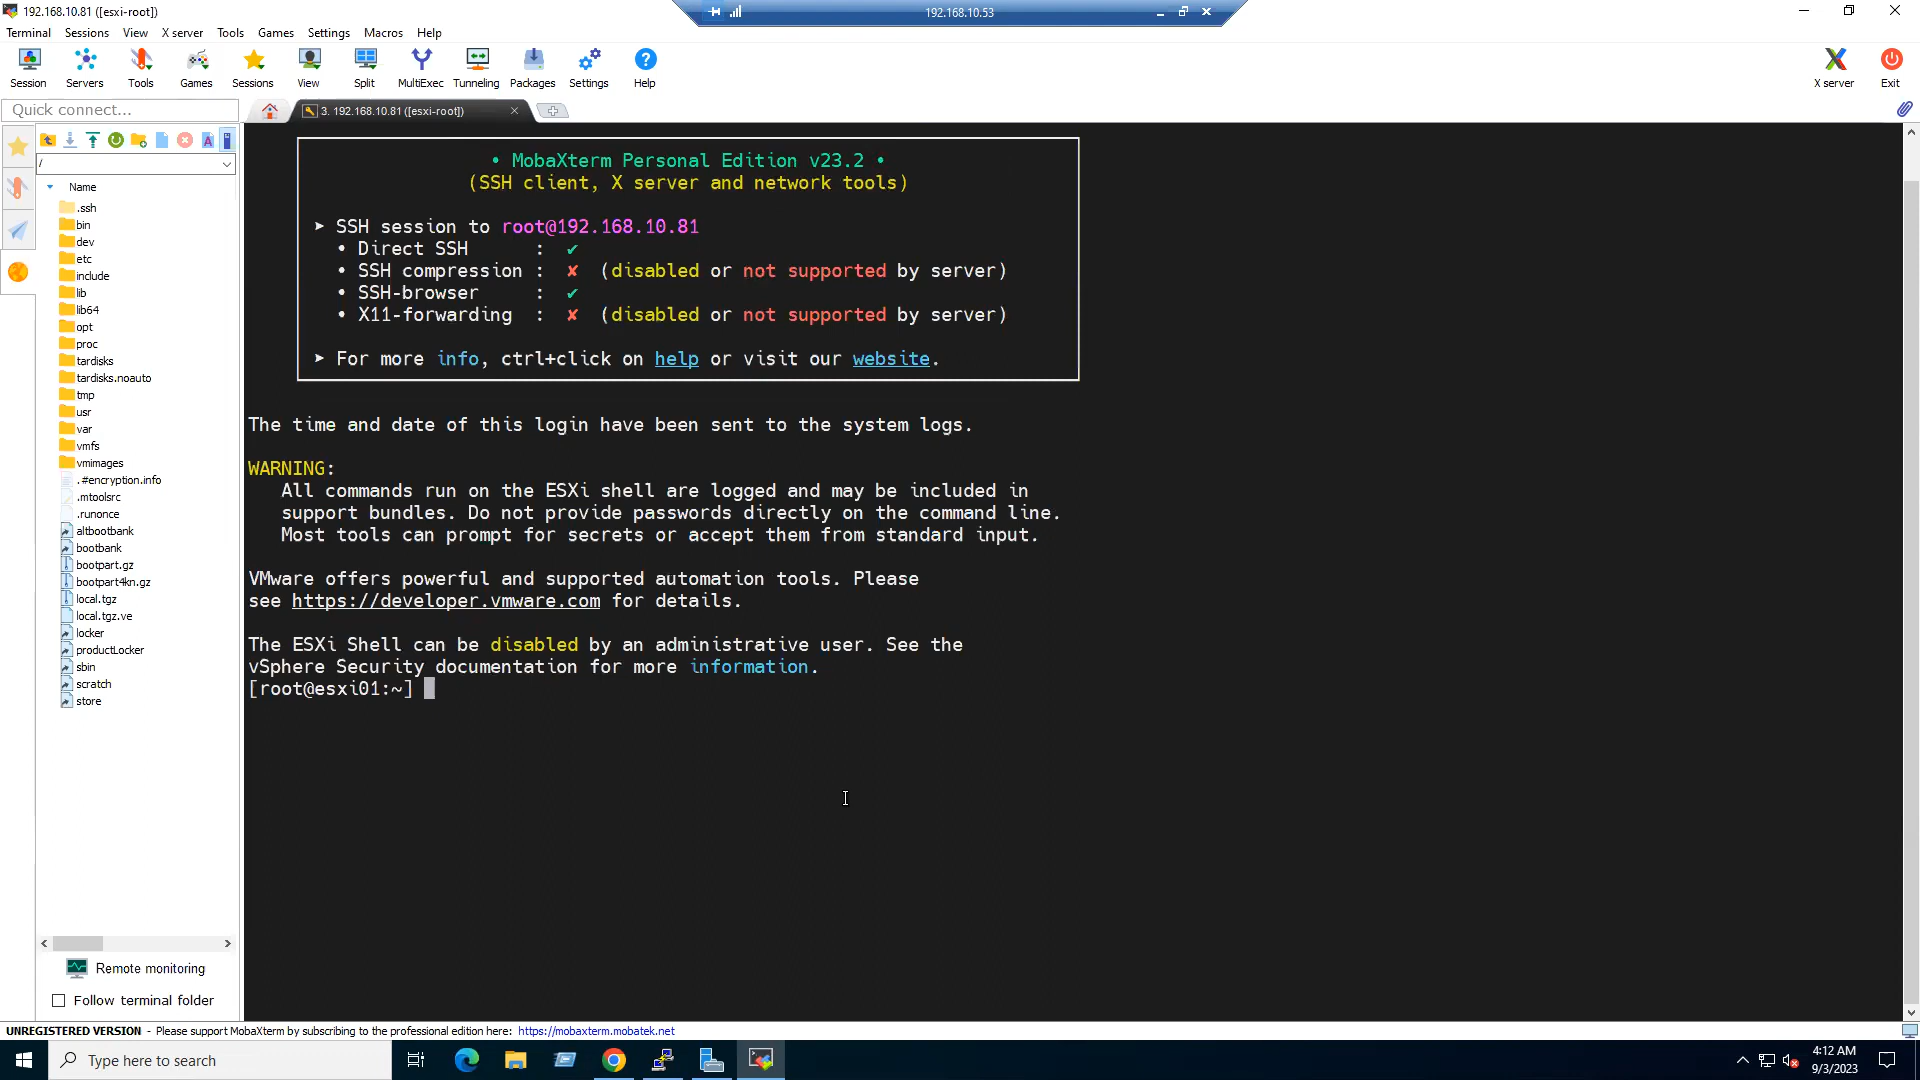 192.168.10.81 ([esxi-root])
192.168.10.53
Terminal Sessions View X server Tools Games Settings Macros Help
Session Servers Tools Games Sessions View Split MultiExec Tunneling Packages Settings Help X server Exit
Quick connect...
3. 192.168.10.81 ([esxi-root])
/
Name
.ssh
bin
dev
etc
include
lib
lib64
opt
proc
tardisks
tardisks.noauto
tmp
usr
var
vmfs
vmimages
.#encryption.info
.mtoolsrc
.runonce
altbootbank
bootbank
bootpart.gz
bootpart4kn.gz
local.tgz
local.tgz.ve
locker
productLocker
sbin
scratch
store
Remote monitoring
Follow terminal folder
• MobaXterm Personal Edition v23.2 •
(SSH client, X server and network tools)
➤ SSH session to root@192.168.10.81
• Direct SSH : ✔
• SSH compression : ✘ (disabled or not supported by server)
• SSH-browser : ✔
• X11-forwarding : ✘ (disabled or not supported by server)
➤ For more info, ctrl+click on help or visit our website.
The time and date of this login have been sent to the system logs.
WARNING:
All commands run on the ESXi shell are logged and may be included in
support bundles. Do not provide passwords directly on the command line.
Most tools can prompt for secrets or accept them from standard input.
VMware offers powerful and supported automation tools. Please
see https://developer.vmware.com for details.
The ESXi Shell can be disabled by an administrative user. See the
vSphere Security documentation for more information.
[root@esxi01:~]
UNREGISTERED VERSION - Please support MobaXterm by subscribing to the professional edition here: https://mobaxterm.mobatek.net
Type here to search
4:12 AM
9/3/2023